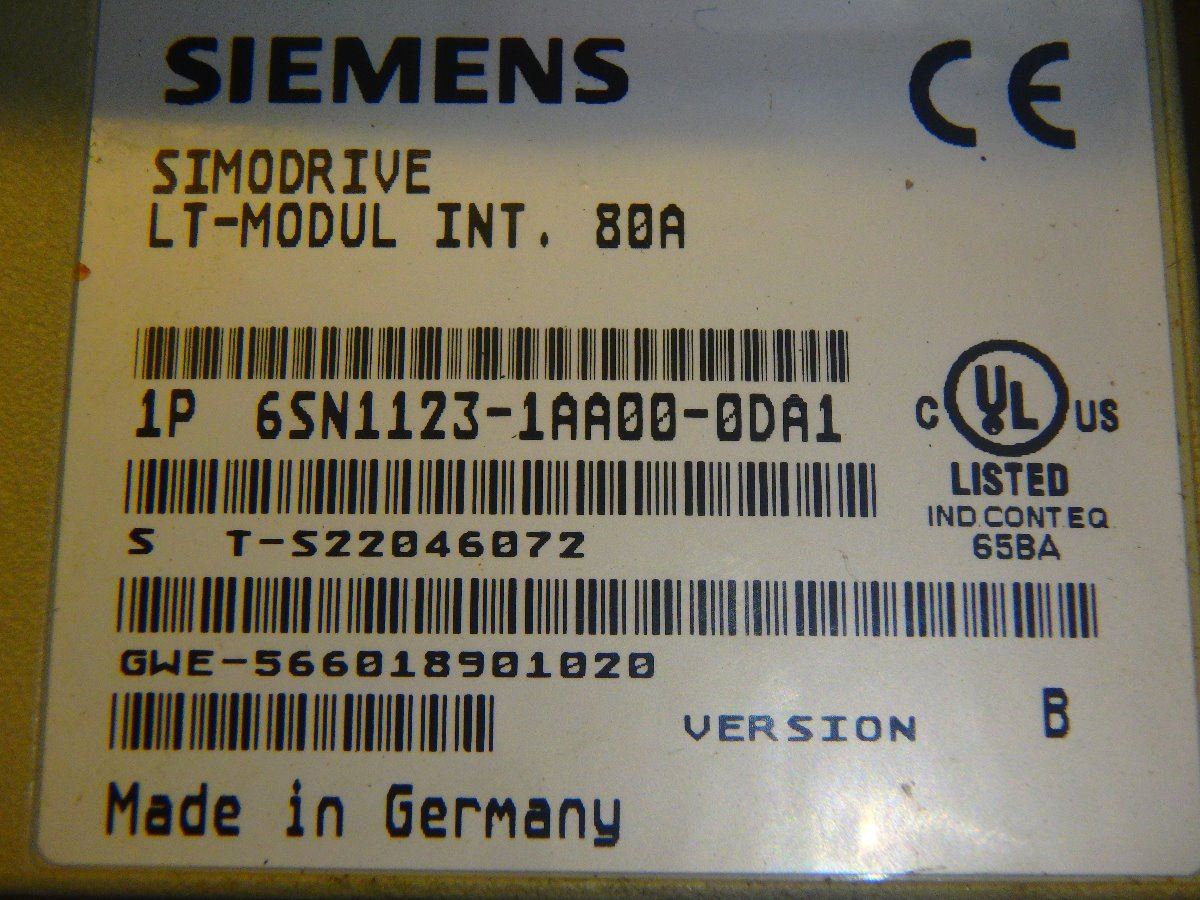 SIEMENS
CE
SIMODRIVE
LT-MODUL INT. 80A
1P 6SN1123-1AA00-0DA1
C UL US
LISTED
IND.CONT.EQ.
65BA
S T-S22046072
GWE-566018901020
VERSION B
Made in Germany